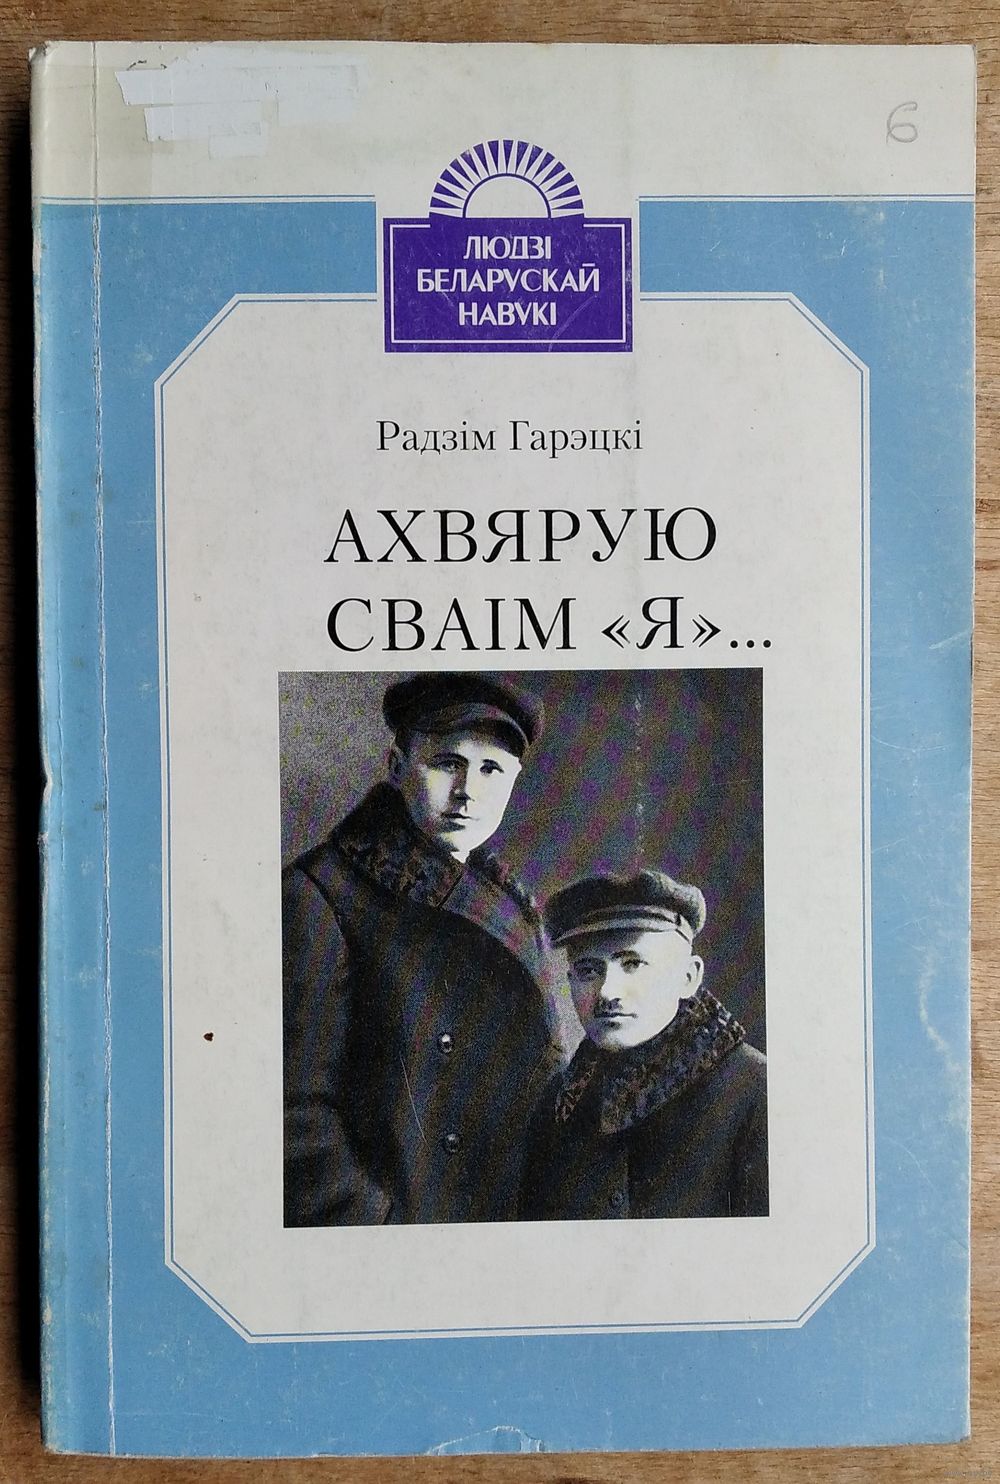 6
ЛЮДЗІ
БЕЛАРУСКАЙ
НАВУКІ
Радзім Гарэцкі
АХВЯРУЮ
СВАІМ «Я»...